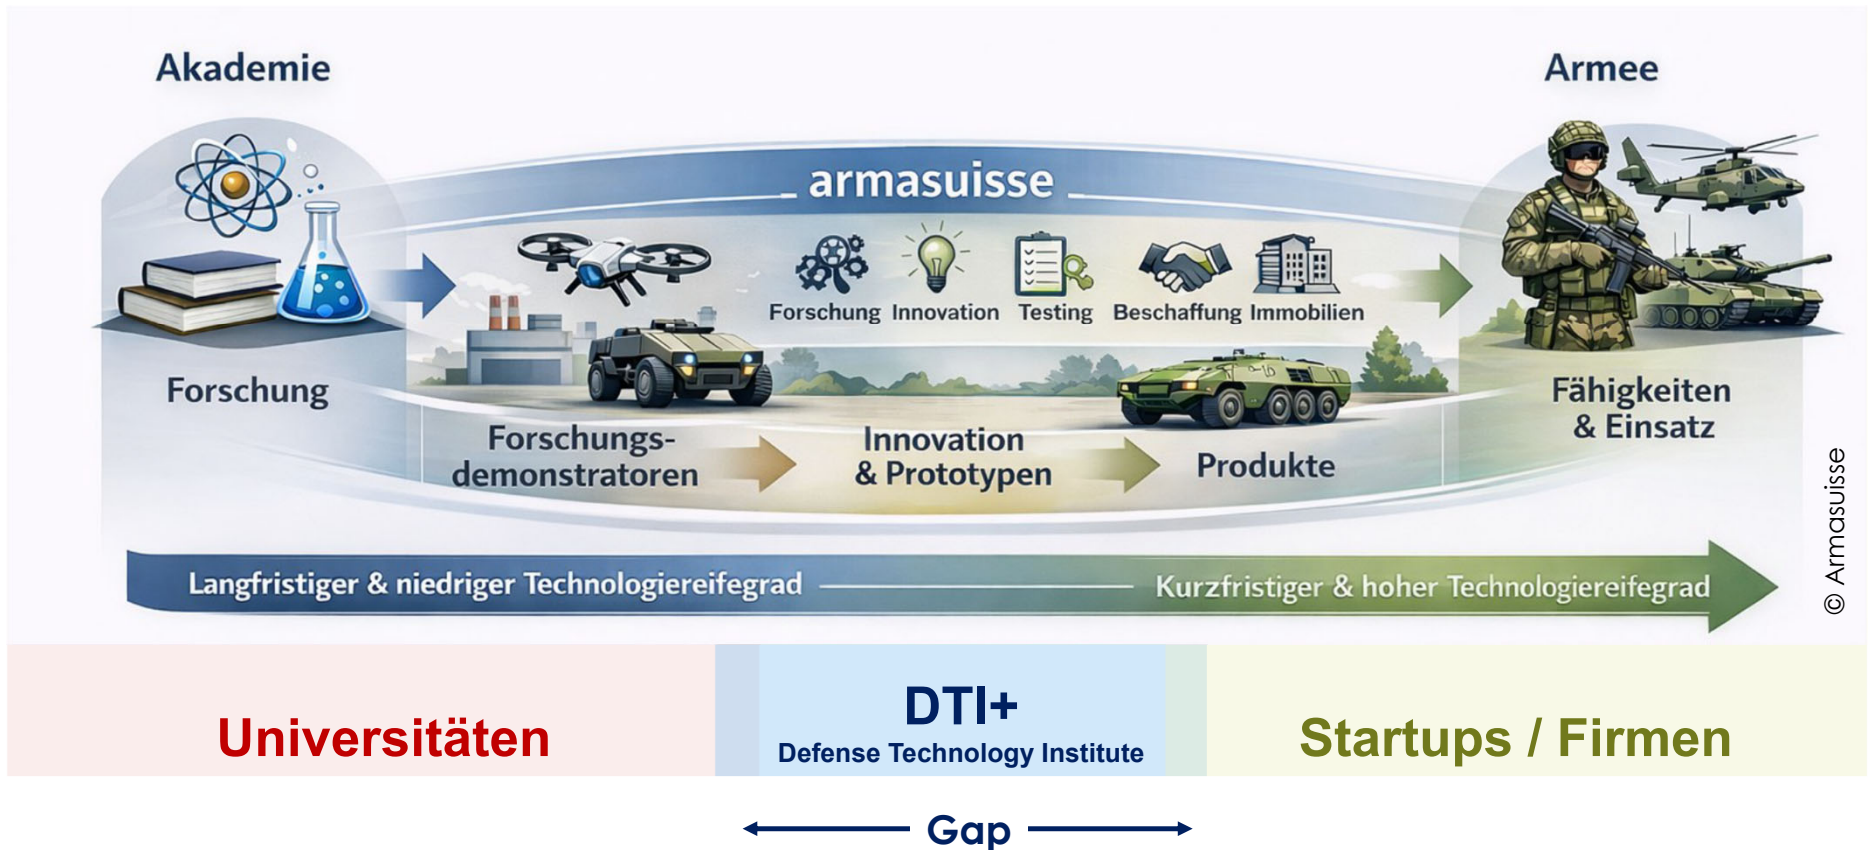 Akademie
Armee
armasuisse
Forschung Innovation Testing Beschaffung Immobilien
Forschung
Forschungs-
demonstratoren
Innovation
& Prototypen
Produkte
Fähigkeiten
& Einsatz
© Armasuisse
Langfristiger & niedriger Technologiereifegrad
Kurzfristiger & hoher Technologiereifegrad
Universitäten
DTI+
Defense Technology Institute
Startups / Firmen
Gap